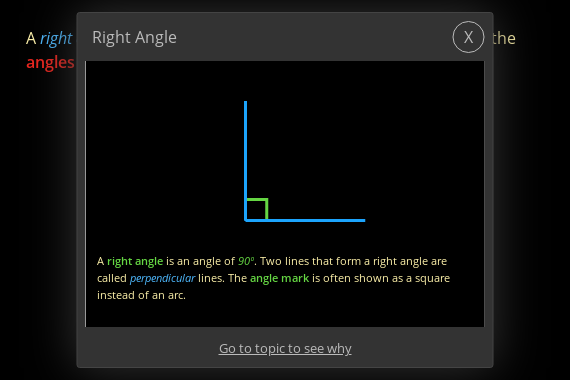 Right Angle
X
A right
the
angles
A right angle is an angle of 90°. Two lines that form a right angle are
called perpendicular lines. The angle mark is often shown as a square
instead of an arc.
Go to topic to see why